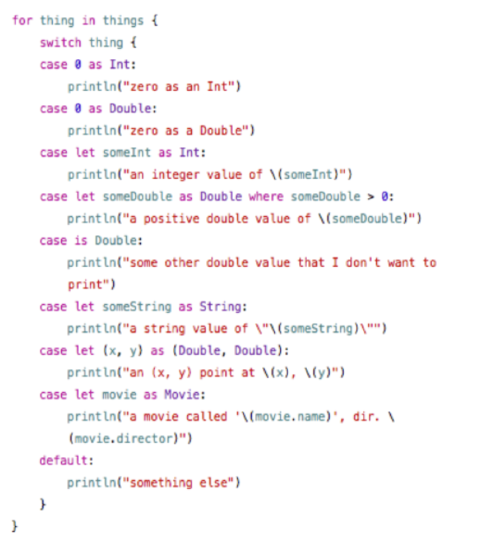 for thing in things {
    switch thing {
    case 0 as Int:
        println("zero as an Int")
    case 0 as Double:
        println("zero as a Double")
    case let someInt as Int:
        println("an integer value of \(someInt)")
    case let someDouble as Double where someDouble > 0:
        println("a positive double value of \(someDouble)")
    case is Double:
        println("some other double value that I don't want to
        print")
    case let someString as String:
        println("a string value of \"\(someString)\"")
    case let (x, y) as (Double, Double):
        println("an (x, y) point at \(x), \(y)")
    case let movie as Movie:
        println("a movie called '\(movie.name)', dir. \
        (movie.director)")
    default:
        println("something else")
    }
}